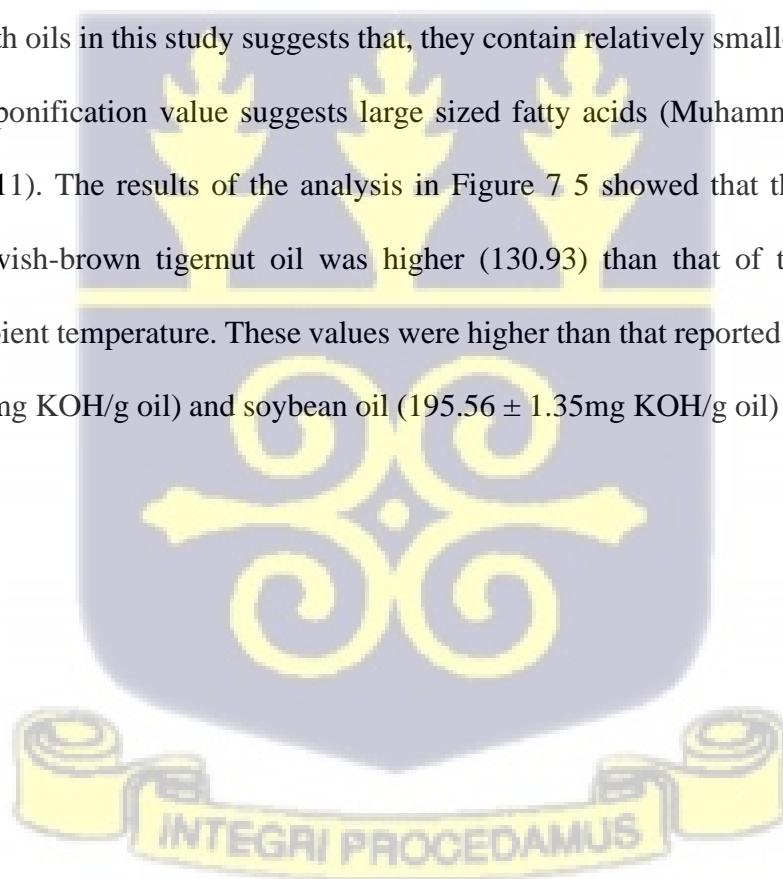 th oils in this study suggests that, they contain relatively smalle
ponification value suggests large sized fatty acids (Muhamm
11). The results of the analysis in Figure 7 5 showed that th
wish-brown tigernut oil was higher (130.93) than that of t
bient temperature. These values were higher than that reported
mg KOH/g oil) and soybean oil (195.56 ± 1.35mg KOH/g oil)
INTEGRI PROCEDAMUS